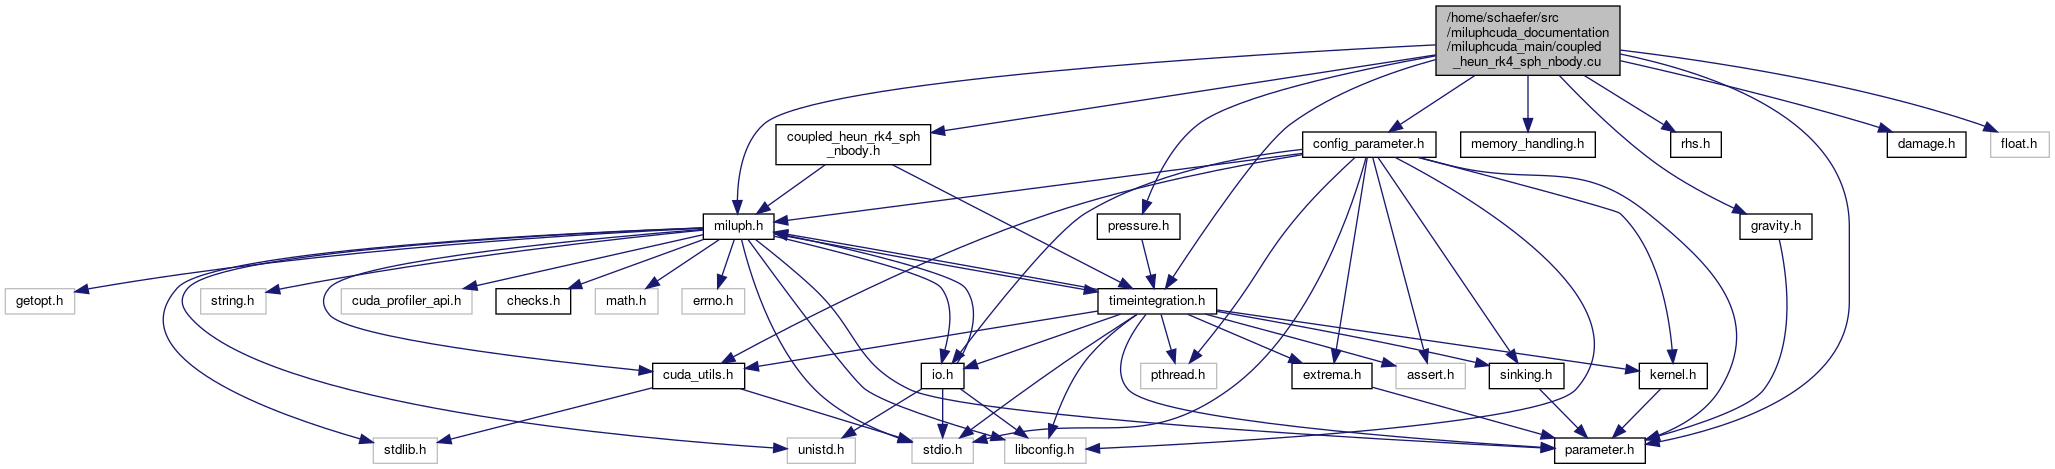 /home/schaefer/src
/miluphcuda_documentation
/miluphcuda_main/coupled
_heun_rk4_sph_nbody.cu
coupled_heun_rk4_sph
_nbody.h
config_parameter.h
memory_handling.h
rhs.h
damage.h
float.h
miluph.h
pressure.h
gravity.h
getopt.h
string.h
cuda_profiler_api.h
checks.h
math.h
errno.h
timeintegration.h
cuda_utils.h
io.h
pthread.h
extrema.h
assert.h
sinking.h
kernel.h
stdlib.h
unistd.h
stdio.h
libconfig.h
parameter.h